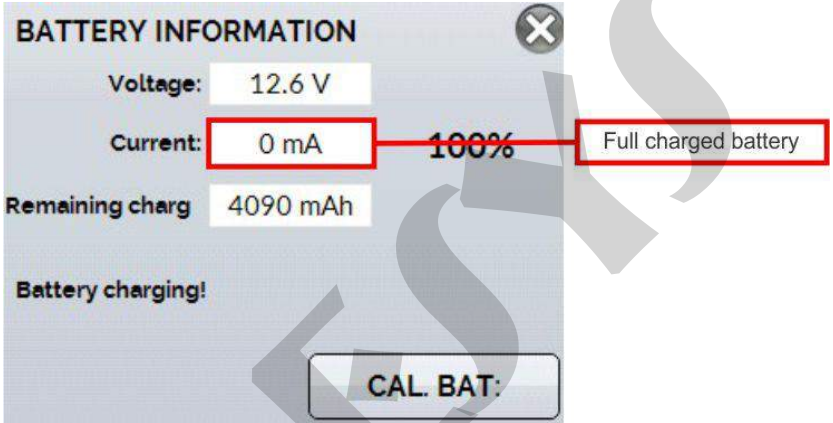 BATTERY INFORMATION
Voltage: 12.6 V
Current: 0 mA 100% Full charged battery
Remaining charg 4090 mAh
Battery charging!
CAL. BAT: